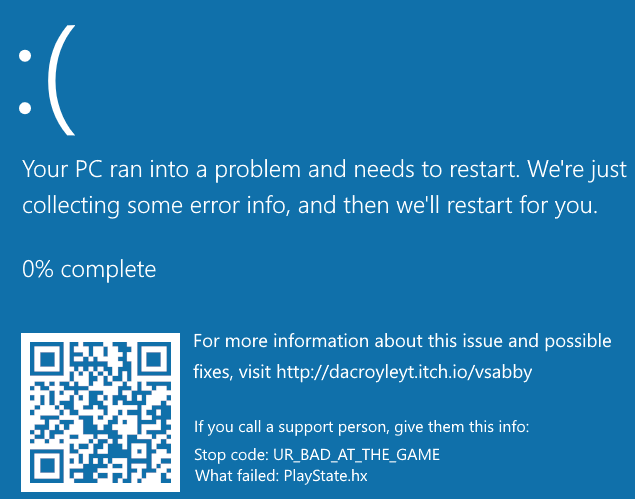 :(
Your PC ran into a problem and needs to restart. We're just
collecting some error info, and then we'll restart for you.
0% complete
For more information about this issue and possible
fixes, visit http://dacroyleyt.itch.io/vsabby
If you call a support person, give them this info:
Stop code: UR_BAD_AT_THE_GAME
What failed: PlayState.hx